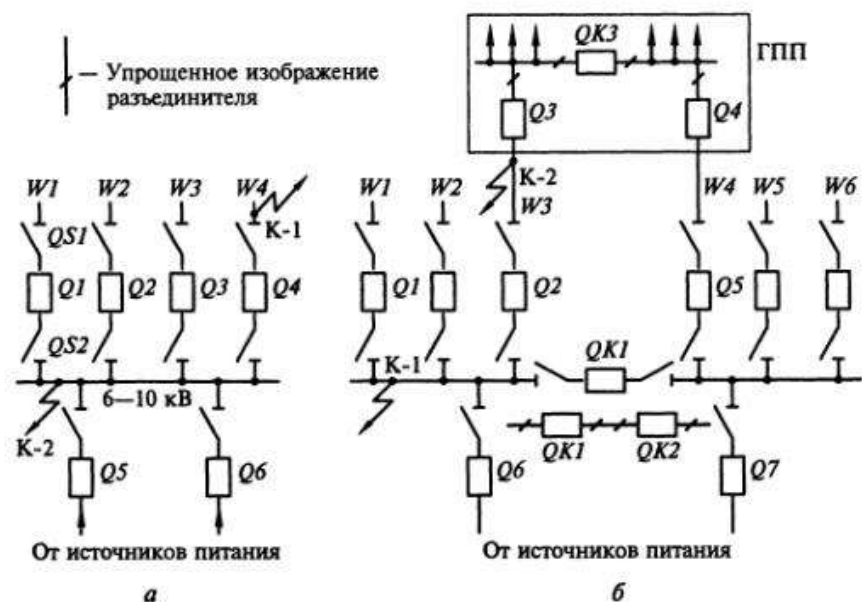 QK3
ГПП
— Упрощенное изображение
разъединителя
Q3
Q4
W1
W2
W3
W4
К-1
QS1
Q1
Q2
Q3
Q4
QS2
6—10 кВ
К-2
Q5
Q6
От источников питания
а
К-2
W1
W2
W3
W4
W5
W6
Q1
Q2
Q5
К-1
QK1
QK1
QK2
Q6
Q7
От источников питания
б